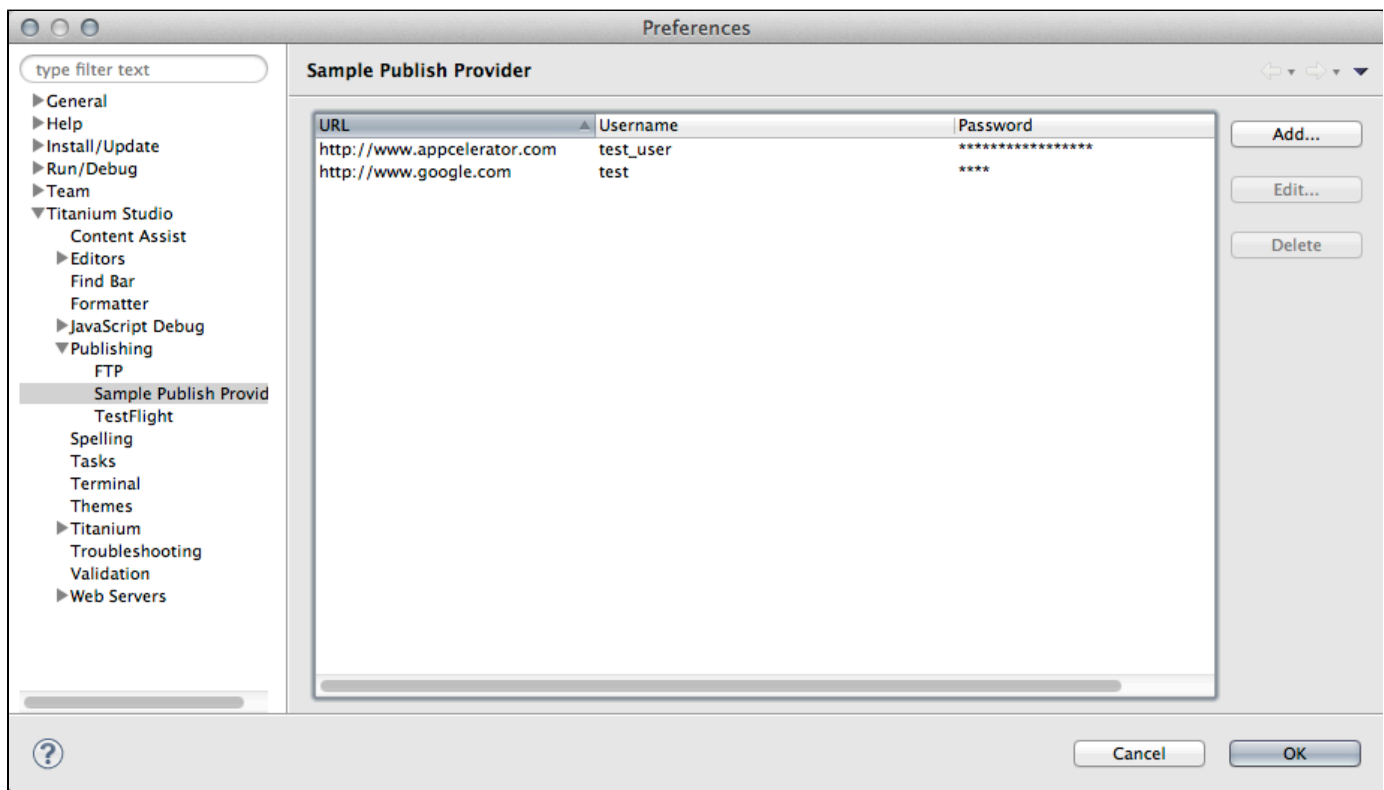 Preferences
type filter text
General
Help
Install/Update
Run/Debug
Team
Titanium Studio
Content Assist
Editors
Find Bar
Formatter
JavaScript Debug
Publishing
FTP
Sample Publish Provid
TestFlight
Spelling
Tasks
Terminal
Themes
Titanium
Troubleshooting
Validation
Web Servers
Sample Publish Provider
URL Username Password
http://www.appcelerator.com test_user *****************
http://www.google.com test ****
Add...
Edit...
Delete
?
Cancel OK